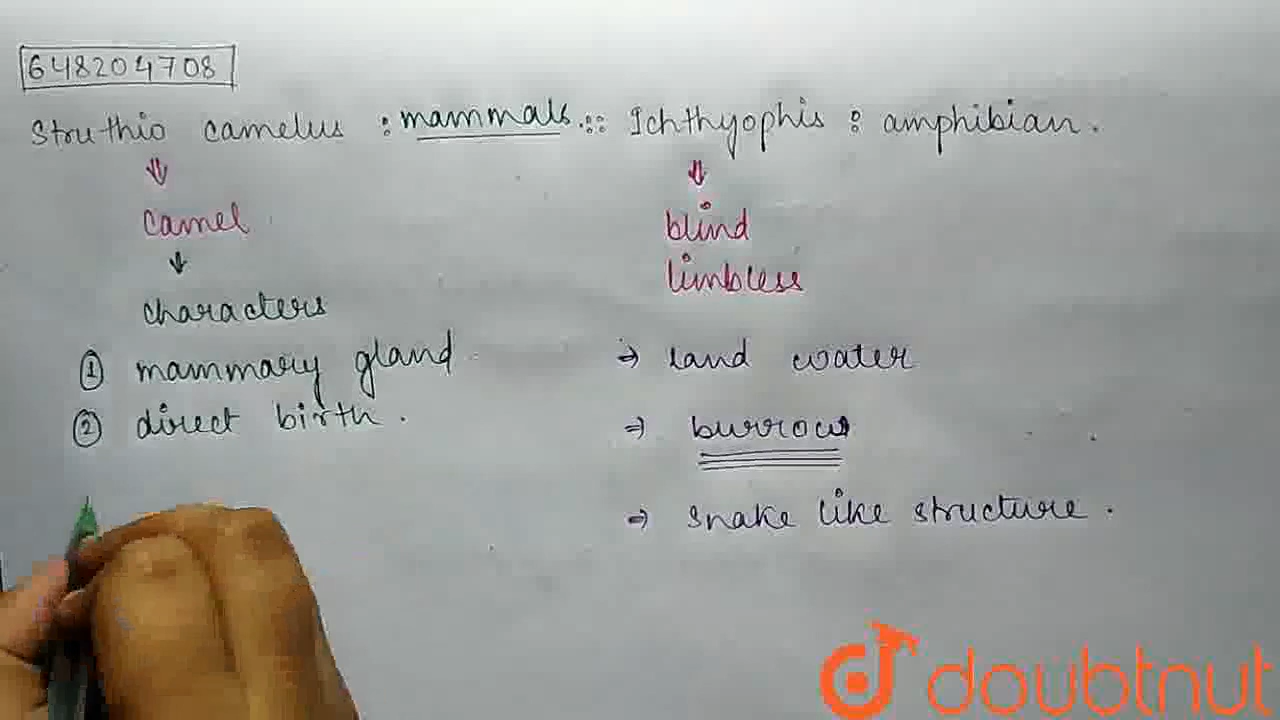 648204708
Struthio camelus : mammals. :: Ichthyophis : amphibian.
camel
characters
① mammary gland
② direct birth.
blind
limbless
⇒ land water
⇒ burrow
⇒ snake like structure.
doubtnut